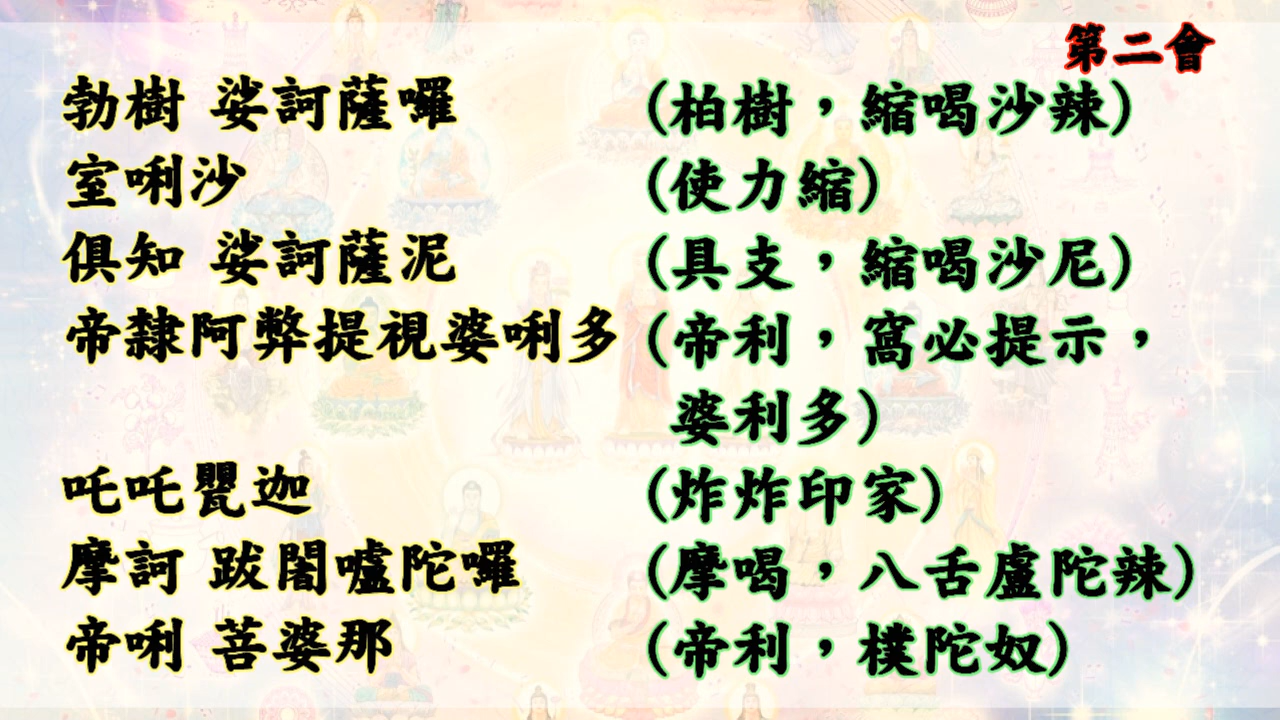 第二會
勃樹 娑訶薩囉 (柏樹，縮喝沙辣)
室唎沙 (使力縮)
俱知 娑訶薩泥 (具支，縮喝沙尼)
帝隸阿弊提視婆唎多 (帝利，窩必提示，
婆利多)
吒吒甖迦 (炸炸印家)
摩訶 跋闍嚧陀囉 (摩喝，八舌盧陀辣)
帝唎 菩婆那 (帝利，樸陀奴)